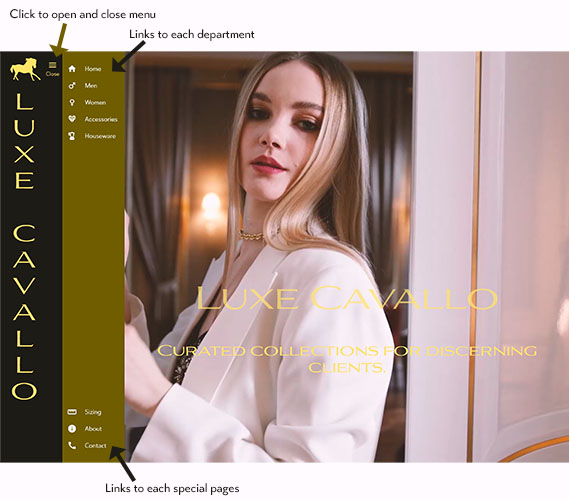 Click to open and close menu
Links to each department
Close
Home
Men
Women
Accessories
Houseware
LUXE CAVALLO
Luxe Cavallo
Curated collections for discerning
clients.
Sizing
About
Contact
Links to each special pages